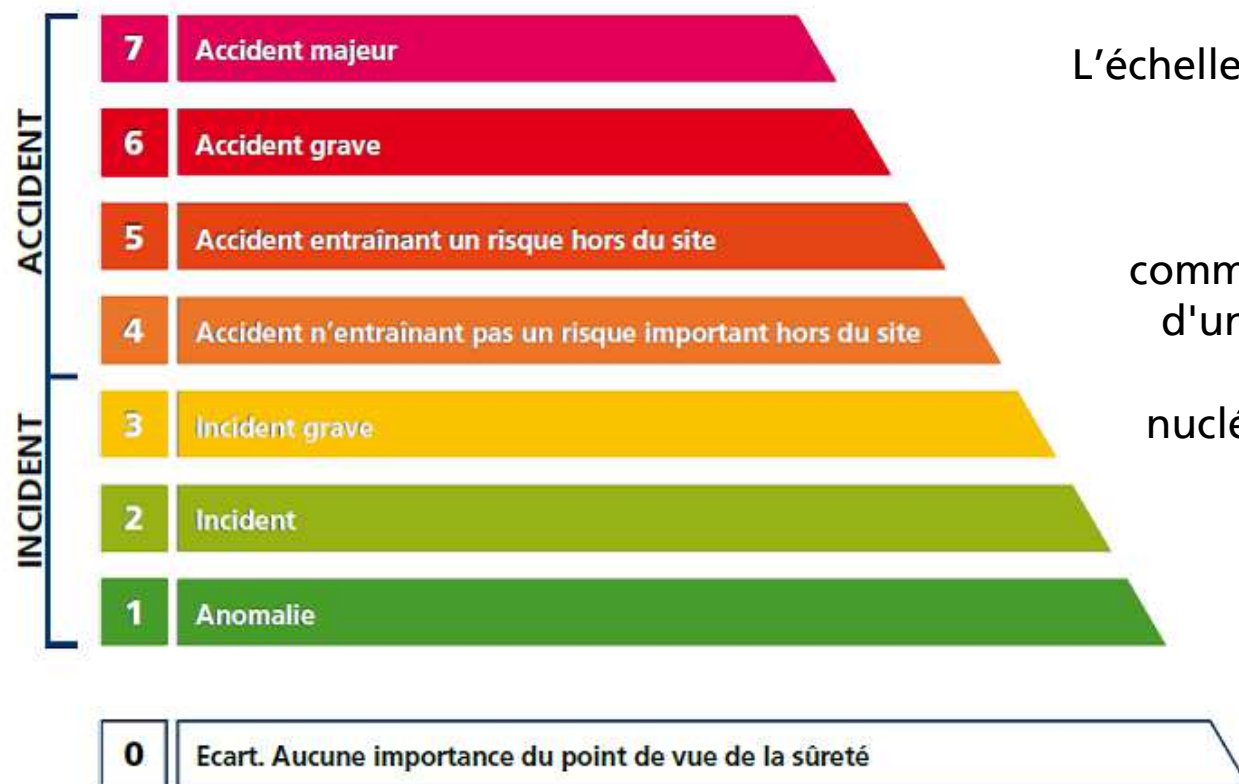 ACCIDENT
7 Accident majeur
6 Accident grave
5 Accident entraînant un risque hors du site
4 Accident n'entraînant pas un risque important hors du site
INCIDENT
3 Incident grave
2 Incident
1 Anomalie
0 Ecart. Aucune importance du point de vue de la sûreté
L'échelle
d'un